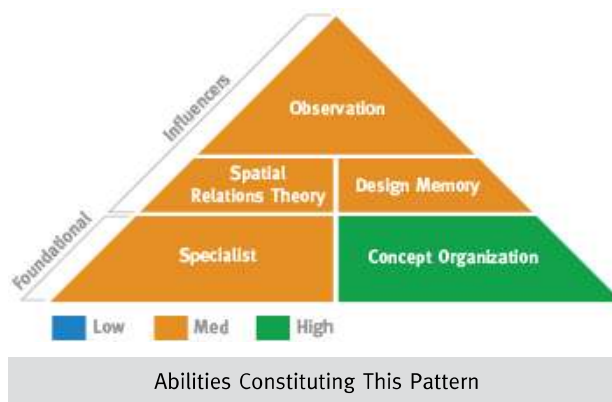 Influencers
Observation
Spatial
Relations Theory
Design Memory
Foundational
Specialist
Concept Organization
Low
Med
High
Abilities Constituting This Pattern